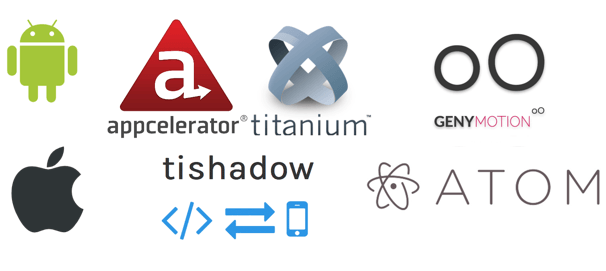 appcelerator® titanium™
GENYMOTION
tishadow
</>
ATOM